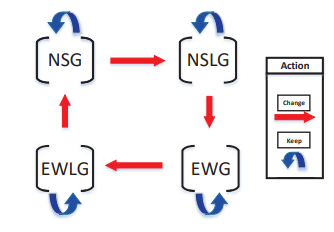 NSG
NSLG
EWLG
EWG
Action
Change
Keep